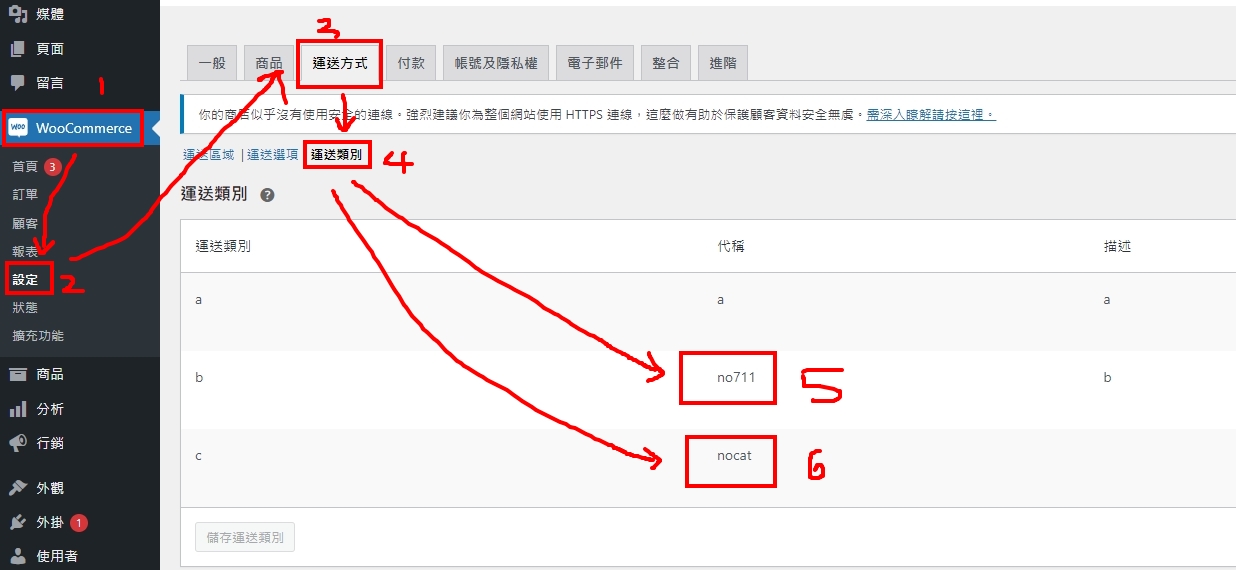 媒體
頁面
留言
1
WooCommerce
首頁 3
訂單
顧客
報表
設定 2
狀態
擴充功能
商品
分析
行銷
外觀
外掛 1
使用者
3
一般 商品 運送方式 付款 帳號及隱私權 電子郵件 整合 進階
你的商店似乎沒有使用安全的連線。強烈建議你為整個網站使用 HTTPS 連線，這麼做有助於保護顧客資料安全無虞。需深入瞭解請按這裡。
運送區域 | 運送選項 運送類別 4
運送類別 ?
運送類別 代稱 描述
a a a
b no711 b 5
c nocat 6
儲存運送類別